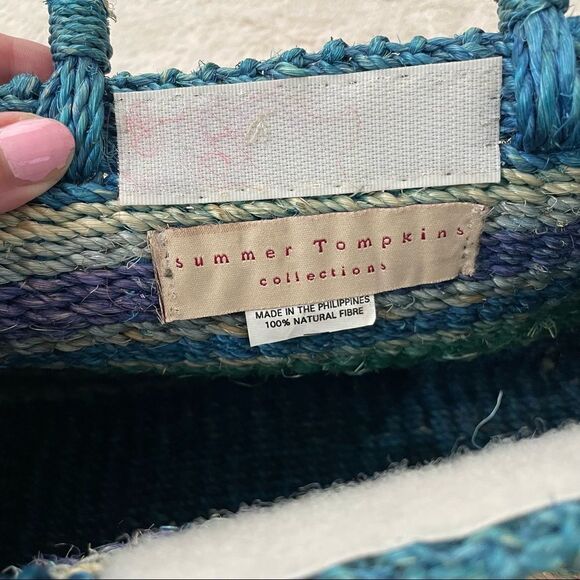 summer Tompkins
collections
MADE IN THE PHILIPPINES
100% NATURAL FIBRE